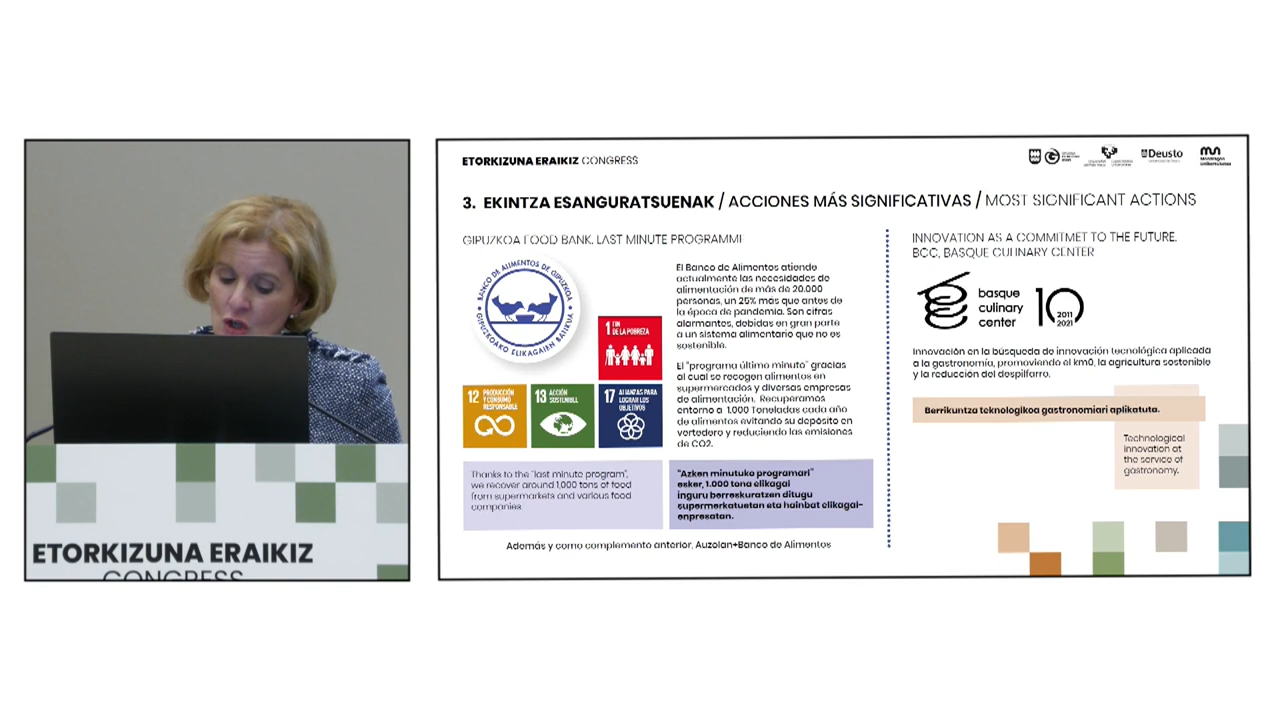 ETORKIZUNA ERAIKIZ
CONGRESS
ETORKIZUNA ERAIKIZ CONGRESS
Deusto
3. EKINTZA ESANGURATSUENAK / ACCIONES MÁS SIGNIFICATIVAS / MOST SIGNIFICANT ACTIONS
GIPUZKOA FOOD BANK. LAST MINUTE PROGRAMME
BANCO DE ALIMENTOS DE GIPUZKOA
GIPUZKOAKO ELIKAGAIEN BATIKUA
1 FIN
DE LA POBREZA
12 PRODUCCIÓN
Y CONSUMO
RESPONSABLE
13 ACCIÓN
SOSTENIBLE
17 ALIANZAS PARA
LOGRAR LOS
OBJETIVOS
El Banco de Alimentos atiende
actualmente las necesidades de
alimentación de más de 20.000
personas, un 25% más que antes de
la época de pandemia. Son cifras
alarmantes, debidas en gran parte
a un sistema alimentario que no es
sostenible.
El "programa último minuto" gracias
al cual se recogen alimentos en
supermercados y diversas empresas
de alimentación. Recuperamos
entorno a 1.000 Toneladas cada año
de alimentos evitando su depósito en
vertedero y reduciendo las emisiones
de CO2.
Thanks to the "last minute program",
we recover around 1,000 tons of food
from supermarkets and various food
companies.
"Azken minutuko programari"
esker, 1.000 tona elikagai
inguru berreskuratzen ditugu
supermerkatuetan eta hainbat elikagai-
enpresatan.
Además y como complemento anterior, Auzolan+Banco de Alimentos
INNOVATION AS A COMMITMET TO THE FUTURE.
BCC, BASQUE CULINARY CENTER
basque
culinary
center
10
2011
2021
Innovación en la búsqueda de innovación tecnológica aplicada
a la gastronomía, promoviendo el km0, la agricultura sostenible
y la reducción del despilfarro.
Berrikuntza teknologikoa gastronomiari aplikatuta.
Technological
innovation at
the service of
gastronomy.